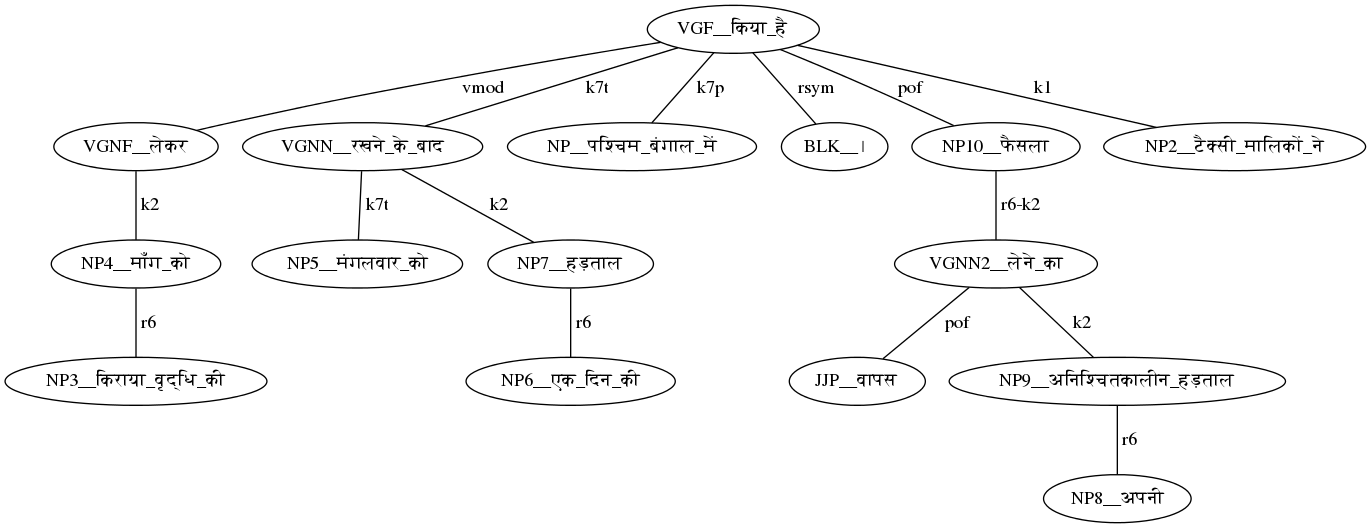 VGF__किया_है
vmod k7t k7p rsym pof k1
VGNF__लेकर VGNN__रखने_के_बाद NP__पश्चिम_बंगाल_में BLK__। NP10__फैसला NP2__टैक्सी_मालिकों_ने
k2 k7t k2 r6-k2
NP4__माँग_को NP5__मंगलवार_को NP7__हड़ताल VGNN2__लेने_का
r6 r6 pof k2
NP3__किराया_वृद्धि_की NP6__एक_दिन_की JJP__वापस NP9__अनिश्चितकालीन_हड़ताल
r6
NP8__अपनी